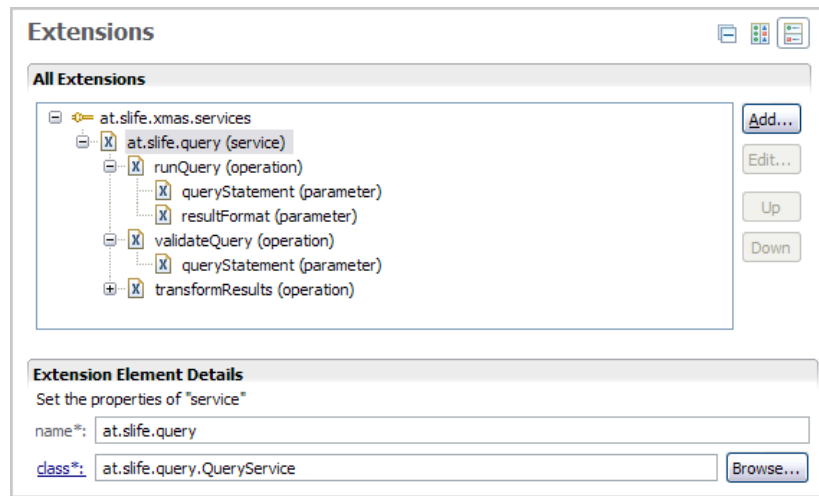 Extensions
All Extensions
at.slife.xmas.services
at.slife.query (service)
runQuery (operation)
queryStatement (parameter)
resultFormat (parameter)
validateQuery (operation)
queryStatement (parameter)
transformResults (operation)
Add...
Edit...
Up
Down
Extension Element Details
Set the properties of "service"
name*: at.slife.query
class*: at.slife.query.QueryService Browse...